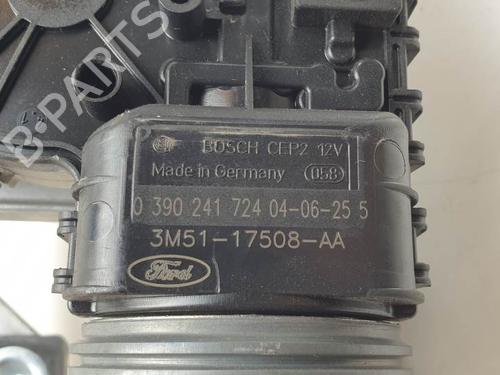 BOSCH CEP2 12V
Made in Germany 058
0 390 241 724 04-06-25 5
3M51-17508-AA
Ford
B-PARTS